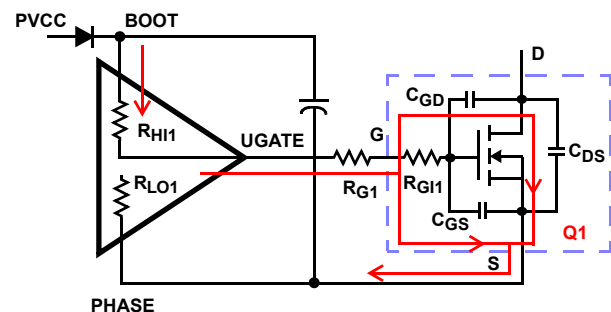 PVCC
BOOT
D
CGD
RHI1
UGATE
G
CDS
RLO1
RG1
RGI1
CGS
Q1
S
PHASE